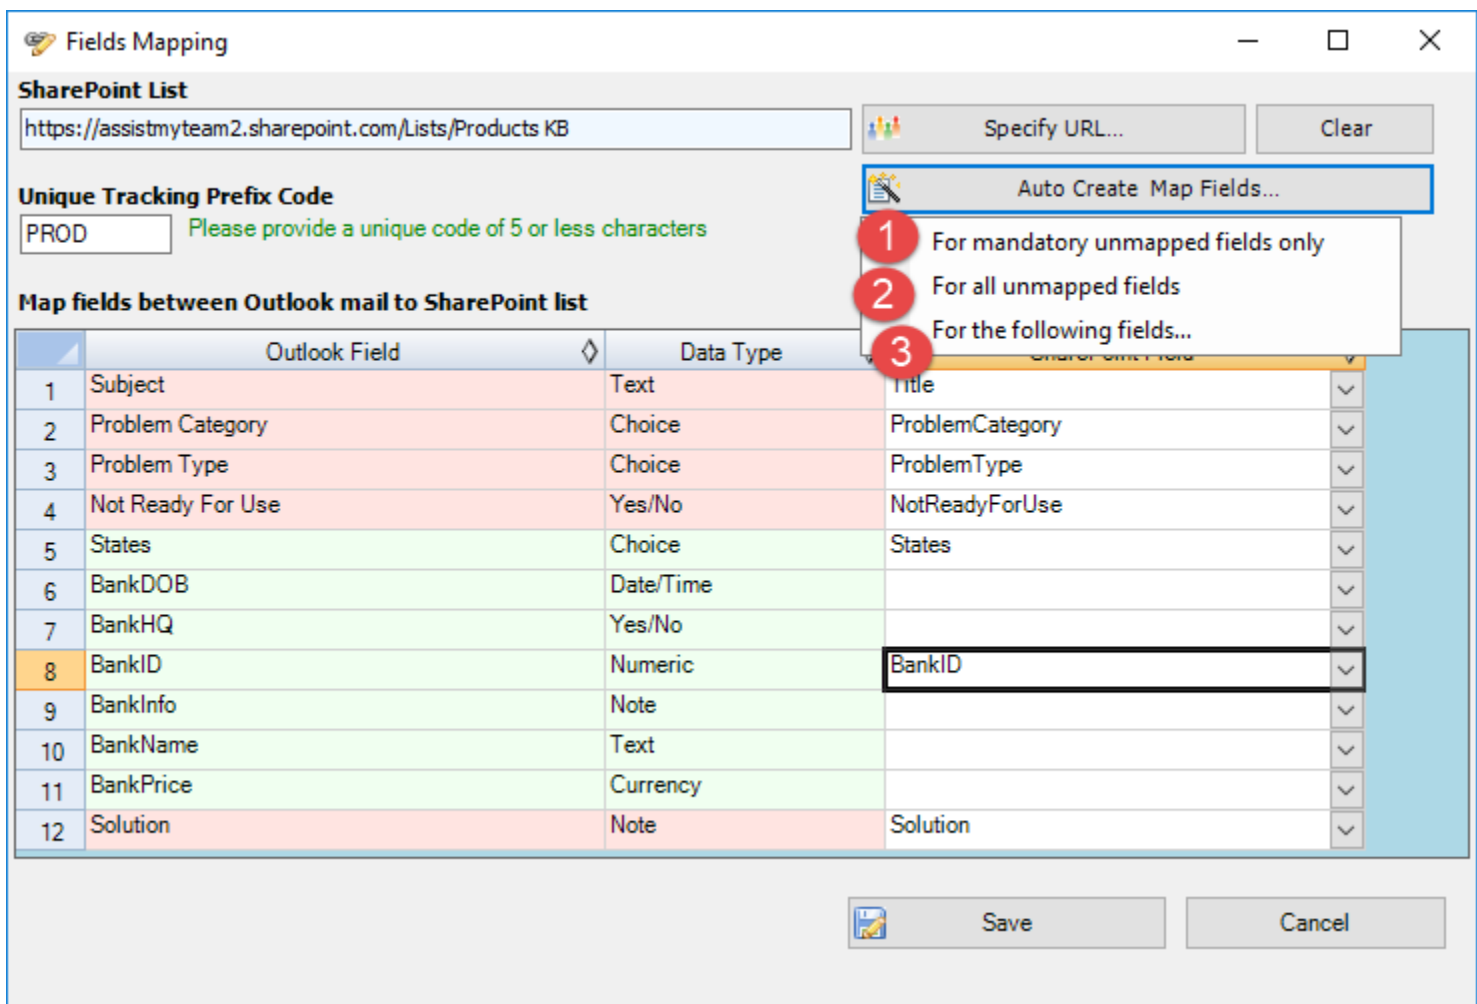 Fields Mapping
SharePoint List
https://assistmyteam2.sharepoint.com/Lists/Products KB
Specify URL...
Clear
Auto Create Map Fields...
Unique Tracking Prefix Code
PROD
Please provide a unique code of 5 or less characters
1 For mandatory unmapped fields only
2 For all unmapped fields
3 For the following fields...
Map fields between Outlook mail to SharePoint list
Outlook Field Data Type SharePoint Field
1 Subject Text Title
2 Problem Category Choice ProblemCategory
3 Problem Type Choice ProblemType
4 Not Ready For Use Yes/No NotReadyForUse
5 States Choice States
6 BankDOB Date/Time
7 BankHQ Yes/No
8 BankID Numeric BankID
9 BankInfo Note
10 BankName Text
11 BankPrice Currency
12 Solution Note Solution
Save
Cancel